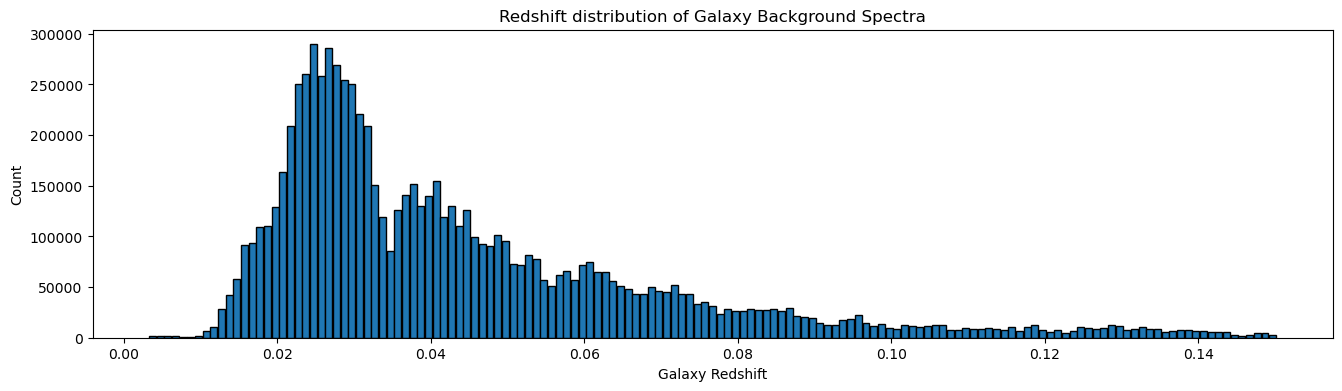 Redshift distribution of Galaxy Background Spectra
300000
250000
200000
150000
100000
50000
0
Count
0.00 0.02 0.04 0.06 0.08 0.10 0.12 0.14
Galaxy Redshift